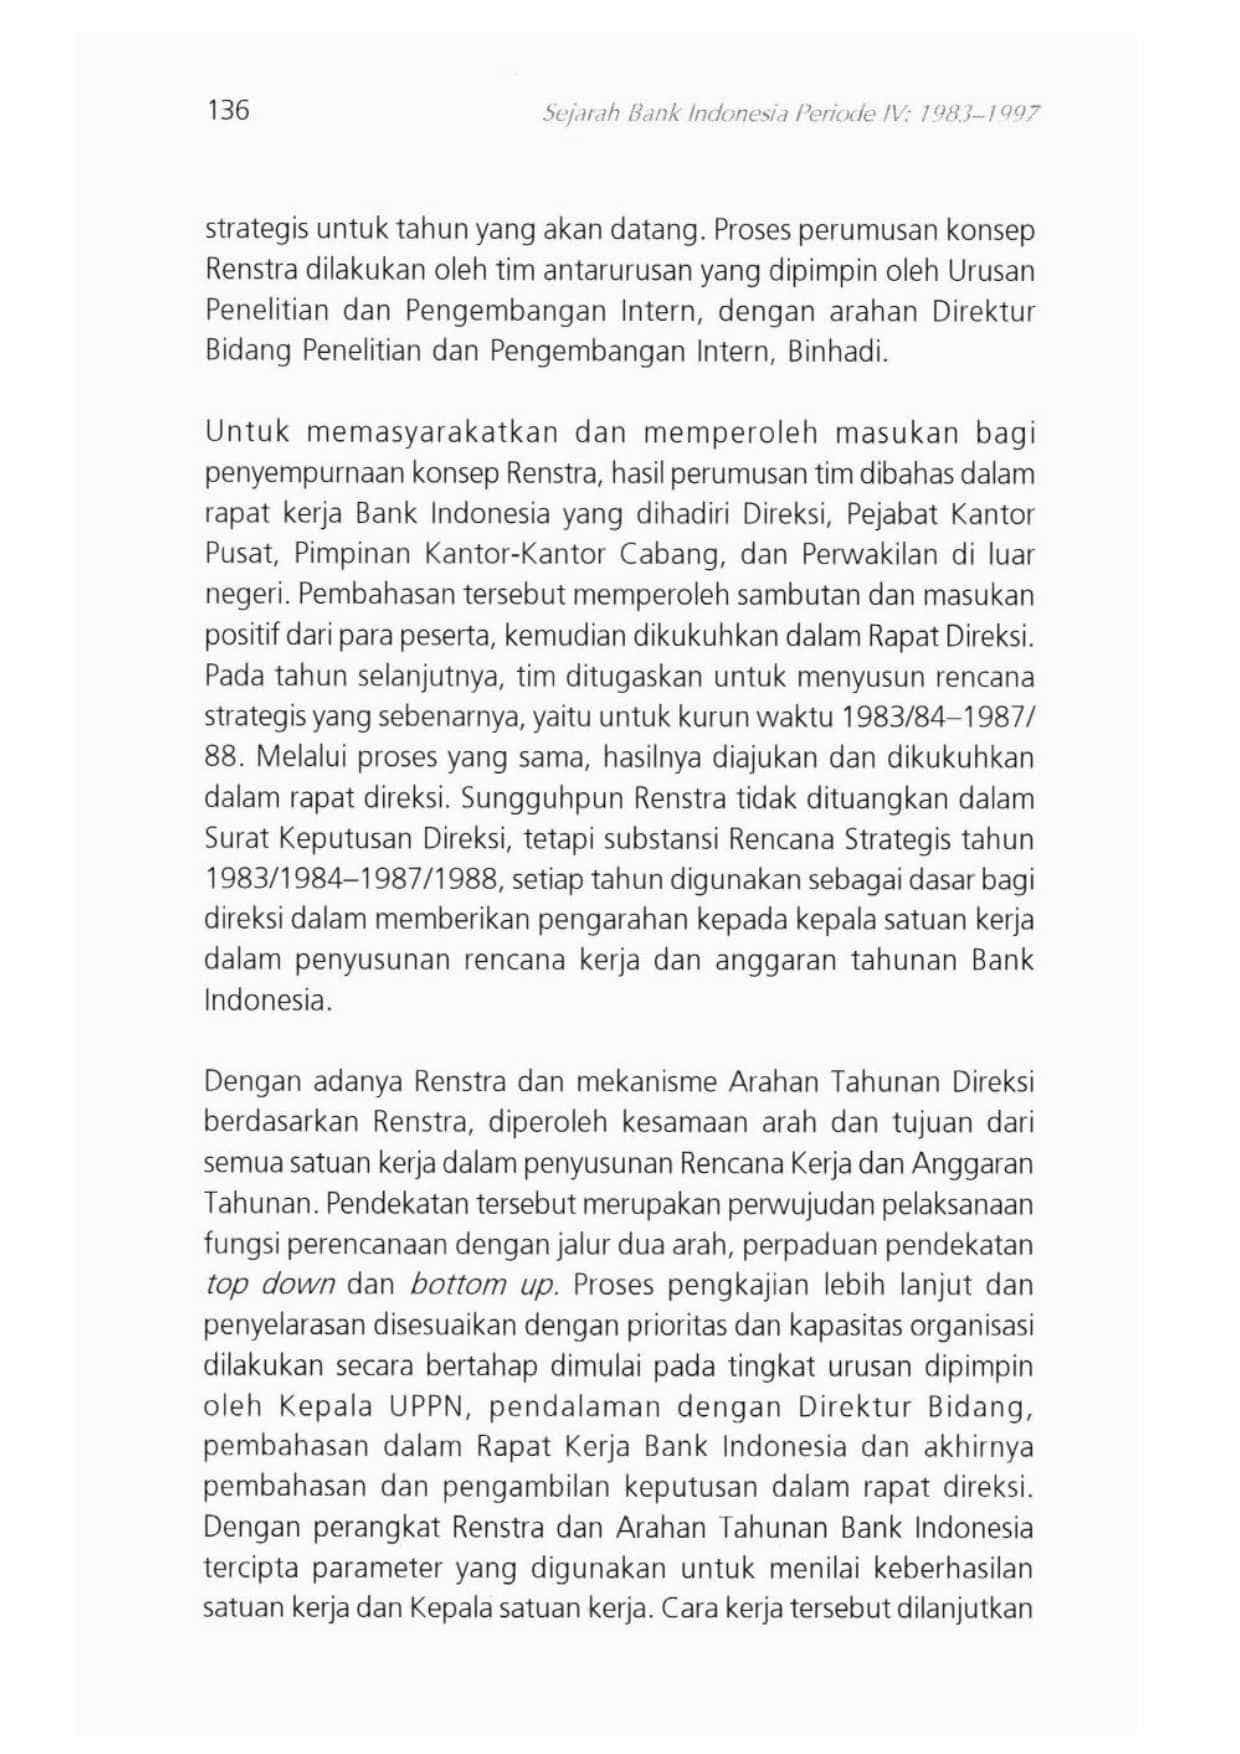 136
Sejarah Bank Indonesia Periode IV: 1983–1997
strategis untuk tahun yang akan datang. Proses perumusan konsep
Renstra dilakukan oleh tim antarurusan yang dipimpin oleh Urusan
Penelitian dan Pengembangan Intern, dengan arahan Direktur
Bidang Penelitian dan Pengembangan Intern, Binhadi.
Untuk memasyarakatkan dan memperoleh masukan bagi
penyempurnaan konsep Renstra, hasil perumusan tim dibahas dalam
rapat kerja Bank Indonesia yang dihadiri Direksi, Pejabat Kantor
Pusat, Pimpinan Kantor-Kantor Cabang, dan Perwakilan di luar
negeri. Pembahasan tersebut memperoleh sambutan dan masukan
positif dari para peserta, kemudian dikukuhkan dalam Rapat Direksi.
Pada tahun selanjutnya, tim ditugaskan untuk menyusun rencana
strategis yang sebenarnya, yaitu untuk kurun waktu 1983/84–1987/
88. Melalui proses yang sama, hasilnya diajukan dan dikukuhkan
dalam rapat direksi. Sungguhpun Renstra tidak dituangkan dalam
Surat Keputusan Direksi, tetapi substansi Rencana Strategis tahun
1983/1984–1987/1988, setiap tahun digunakan sebagai dasar bagi
direksi dalam memberikan pengarahan kepada kepala satuan kerja
dalam penyusunan rencana kerja dan anggaran tahunan Bank
Indonesia.
Dengan adanya Renstra dan mekanisme Arahan Tahunan Direksi
berdasarkan Renstra, diperoleh kesamaan arah dan tujuan dari
semua satuan kerja dalam penyusunan Rencana Kerja dan Anggaran
Tahunan. Pendekatan tersebut merupakan perwujudan pelaksanaan
fungsi perencanaan dengan jalur dua arah, perpaduan pendekatan
top down dan bottom up. Proses pengkajian lebih lanjut dan
penyelarasan disesuaikan dengan prioritas dan kapasitas organisasi
dilakukan secara bertahap dimulai pada tingkat urusan dipimpin
oleh Kepala UPPN, pendalaman dengan Direktur Bidang,
pembahasan dalam Rapat Kerja Bank Indonesia dan akhirnya
pembahasan dan pengambilan keputusan dalam rapat direksi.
Dengan perangkat Renstra dan Arahan Tahunan Bank Indonesia
tercipta parameter yang digunakan untuk menilai keberhasilan
satuan kerja dan Kepala satuan kerja. Cara kerja tersebut dilanjutkan